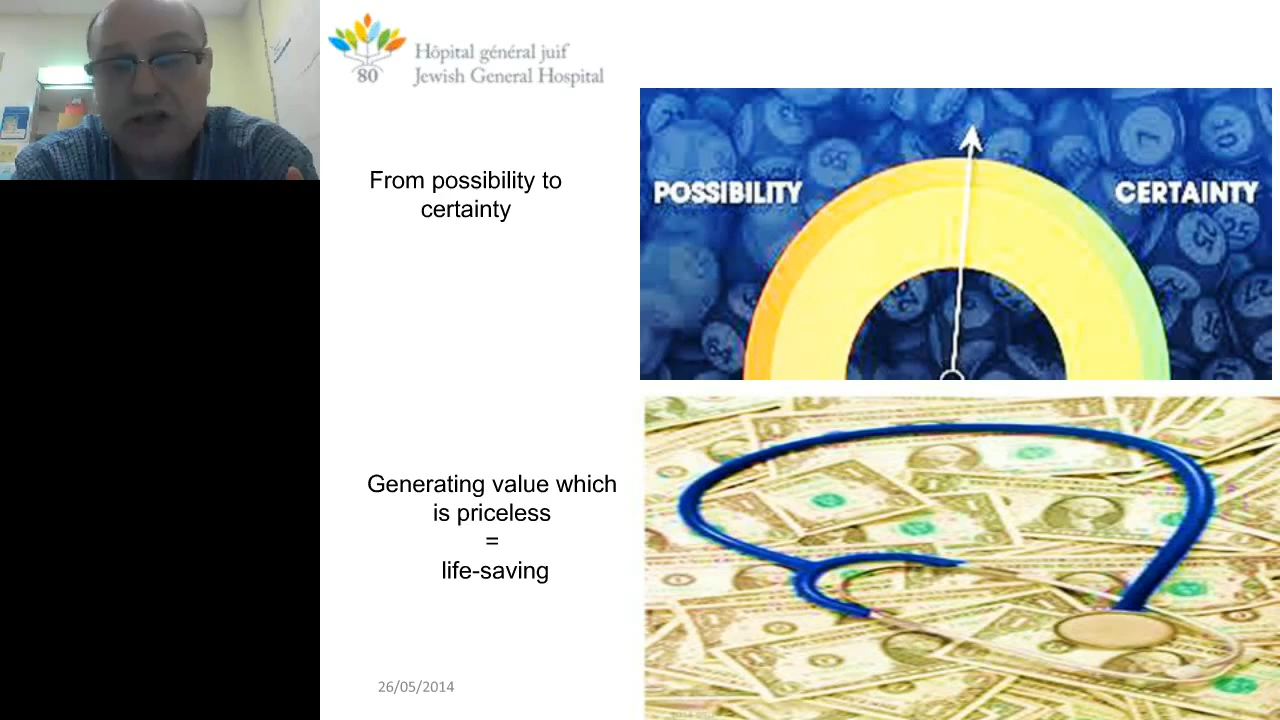 Hôpital général juif
Jewish General Hospital
80
From possibility to
certainty
POSSIBILITY
CERTAINTY
25
Generating value which
is priceless
=
life-saving
26/05/2014